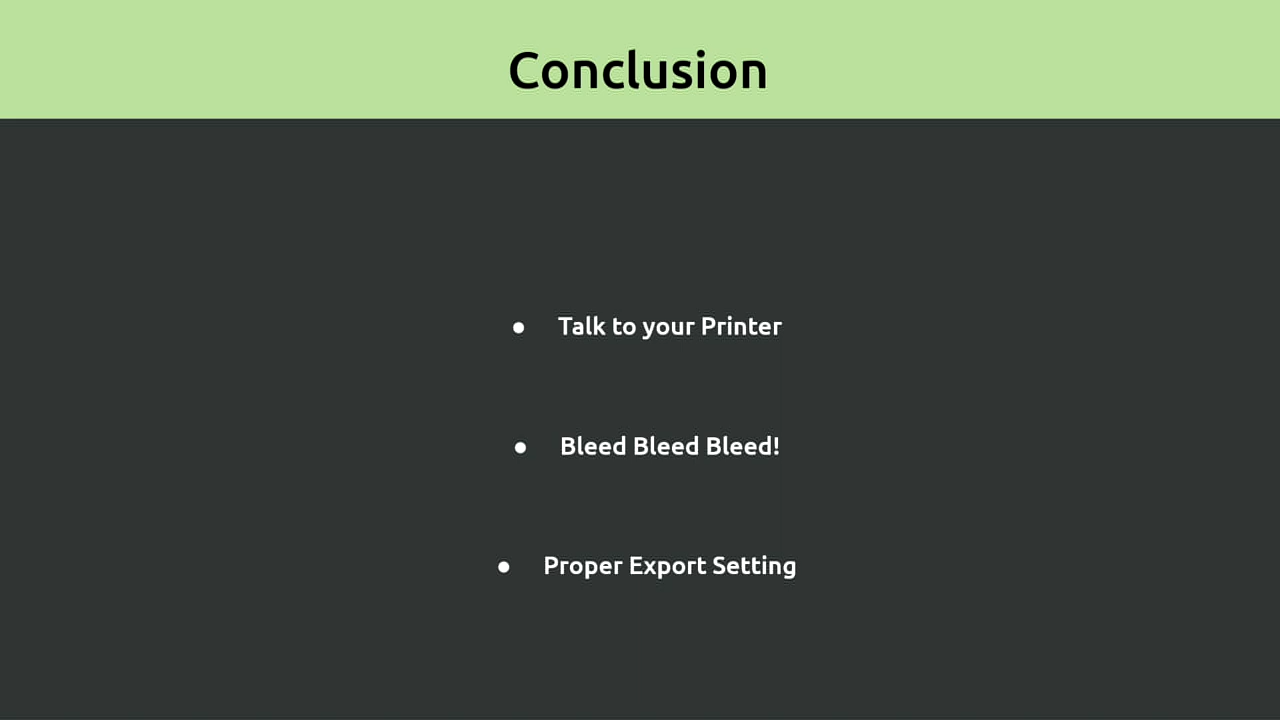 Conclusion
● Talk to your Printer
● Bleed Bleed Bleed!
● Proper Export Setting